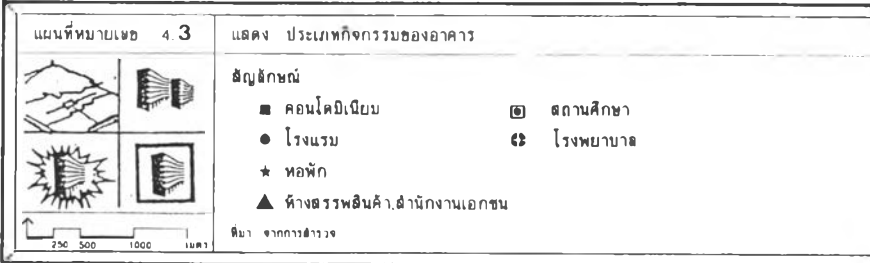 แผนที่หมายเลข 4.3
แสดง ประเภทกิจกรรมของอาคาร
สัญลักษณ์
คอนโดมิเนียม
สถานศึกษา
โรงแรม
โรงพยาบาล
หอพัก
ห้างสรรพสินค้า,สำนักงานเอกชน
ที่มา จากการสำรวจ
250 500 1000 เมตร